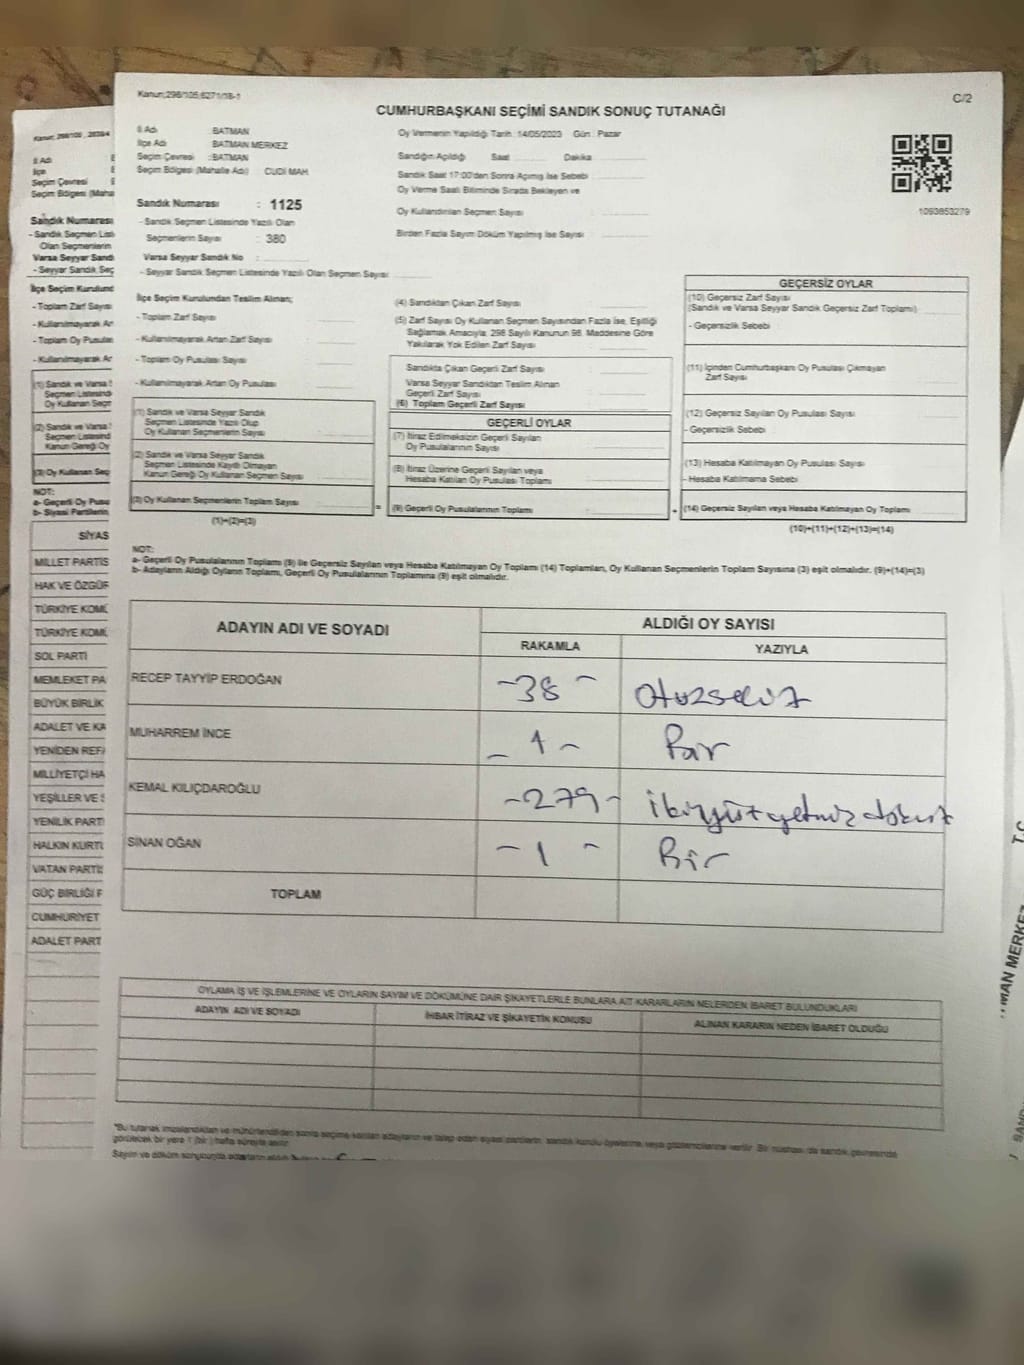 Kanun;298/105;6271/18-1
C/2
CUMHURBAŞKANI SEÇİMİ SANDIK SONUÇ TUTANAĞI
İl Adı : BATMAN
İlçe Adı : BATMAN MERKEZ
Seçim Çevresi : BATMAN
Seçim Bölgesi (Mahalle Adı) CUDİ MAH
Sandık Numarası : 1125
- Sandık Seçmen Listesinde Yazılı Olan
Seçmenlerin Sayısı : 380
Varsa Seyyar Sandık No :
- Seyyar Sandık Seçmen Listesinde Yazılı Olan Seçmen Sayısı
Oy Vermenin Yapıldığı Tarih : 14/05/2023 Gün : Pazar
Sandığın Açıldığı Saat Dakika
Sandık Saat 17:00'den Sonra Açımış İse Sebebi
Oy Verme Saati Bitiminde Sırada Bekleyen ve
Oy Kullandırılan Seçmen Sayısı :
Birden Fazla Sayım Döküm Yapılmış İse Sayısı :
1093853279
İlçe Seçim Kurulundan Teslim Alınan;
- Toplam Zarf Sayısı :
- Kullanılmayarak Artan Zarf Sayısı :
- Toplam Oy Pusulası Sayısı :
- Kullanılmayarak Artan Oy Pusulası :
(1) Sandık ve Varsa Seyyar Sandık
Seçmen Listesinde Yazılı Olup
Oy Kullanan Seçmenlerin Sayısı :
(2) Sandık ve Varsa Seyyar Sandık
Seçmen Listesinde Kayıtlı Olmayan
Kanun Gereği Oy Kullanan Seçmen Sayısı
(3) Oy Kullanan Seçmenlerin Toplam Sayısı
(1)+(2)=(3)
(4) Sandıktan Çıkan Zarf Sayısı :
(5) Zarf Sayısı Oy Kullanan Seçmen Sayısından Fazla İse, Eşitliği
Sağlamak Amacıyla; 298 Sayılı Kanunun 98. Maddesine Göre
Yakılarak Yok Edilen Zarf Sayısı :
Sandıkta Çıkan Geçerli Zarf Sayısı :
Varsa Seyyar Sandıktan Teslim Alınan
Geçerli Zarf Sayısı :
(6) Toplam Geçerli Zarf Sayısı :
GEÇERLİ OYLAR
(7) İtiraz Edilmeksizin Geçerli Sayılan
Oy Pusulalarının Sayısı :
(8) İtiraz Üzerine Geçerli Sayılan veya
Hesaba Katılan Oy Pusulası Toplamı
= (9) Geçerli Oy Pusulalarının Toplamı :
GEÇERSİZ OYLAR
(10) Geçersiz Zarf Sayısı
(Sandık ve Varsa Seyyar Sandık Geçersiz Zarf Toplamı)
- Geçersizlik Sebebi :
(11) İçinden Cumhurbaşkanı Oy Pusulası Çıkmayan
Zarf Sayısı
(12) Geçersiz Sayılan Oy Pusulası Sayısı
- Geçersizlik Sebebi :
(13) Hesaba Katılmayan Oy Pusulası Sayısı
- Hesaba Katılmama Sebebi
+ (14) Geçersiz Sayılan veya Hesaba Katılmayan Oy Toplamı
(10)+(11)+(12)+(13)=(14)
NOT:
a- Geçerli Oy Pusulalarının Toplamı (9) ile Geçersiz Sayılan veya Hesaba Katılmayan Oy Toplamı (14) Toplamları, Oy Kullanan Seçmenlerin Toplam Sayısına (3) eşit olmalıdır. (9)+(14)=(3)
b- Adayların Aldığı Oyların Toplamı, Geçerli Oy Pusulalarının Toplamına (9) eşit olmalıdır.
ADAYIN ADI VE SOYADI ALDIĞI OY SAYISI
RAKAMLA YAZIYLA
RECEP TAYYİP ERDOĞAN -38- Otuzsekiz
MUHARREM İNCE -1- Bir
KEMAL KILIÇDAROĞLU -279- ikiyüzyetmiz dokuz
SİNAN OĞAN -1- Bir
TOPLAM
OYLAMA İŞ VE İŞLEMLERİNE VE OYLARIN SAYIM VE DÖKÜMÜNE DAİR ŞİKAYETLERLE BUNLARA AİT KARARLARIN NELERDEN İBARET BULUNDUKLARI
ADAYIN ADI VE SOYADI İHBAR İTİRAZ VE ŞİKAYETİN KONUSU ALINAN KARARIN NEDEN İBARET OLDUĞU
"Bu tutanak imzalandıktan ve mühürlendikten sonra seçime katılan adayların ve talep eden siyasi partilerin, sandık kurulu üyelerine veya gözlemcilerine verilir. Bir nüshası da sandık çevresinde
görülecek bir yere 1 (bir) hafta süreyle asılır.
İl Adı
İlçe
Seçim Çevresi
Seçim Bölgesi (Maha
Sandık Numarası
- Sandık Seçmen List
Olan Seçmenlerin
Varsa Seyyar Sandı
- Seyyar Sandık Seç
İlçe Seçim Kurulund
- Toplam Zarf Sayısı
- Kullanılmayarak Ar
- Toplam Oy Pusulas
- Kullanılmayarak Ar
(1) Sandık ve Varsa S
Seçmen Listesinde
Oy Kullanan Seçm
(2) Sandık ve Varsa
Seçmen Listesind
Kanun Gereği Oy
(3) Oy Kullanan Seç
NOT:
a- Geçerli Oy Pusu
b- Siyasi Partilerin
SİYAS
MİLLET PARTİS
HAK VE ÖZGÜR
TÜRKİYE KOMÜ
TÜRKİYE KOMÜ
SOL PARTİ
MEMLEKET PA
BÜYÜK BİRLİK
ADALET VE KA
YENİDEN REFA
MİLLİYETÇİ HA
YEŞİLLER VE S
YENİLİK PARTİ
HALKIN KURTU
VATAN PARTİS
GÜÇ BİRLİĞİ P
CUMHURİYET
ADALET PART
T.C.
MAN MERKEZ